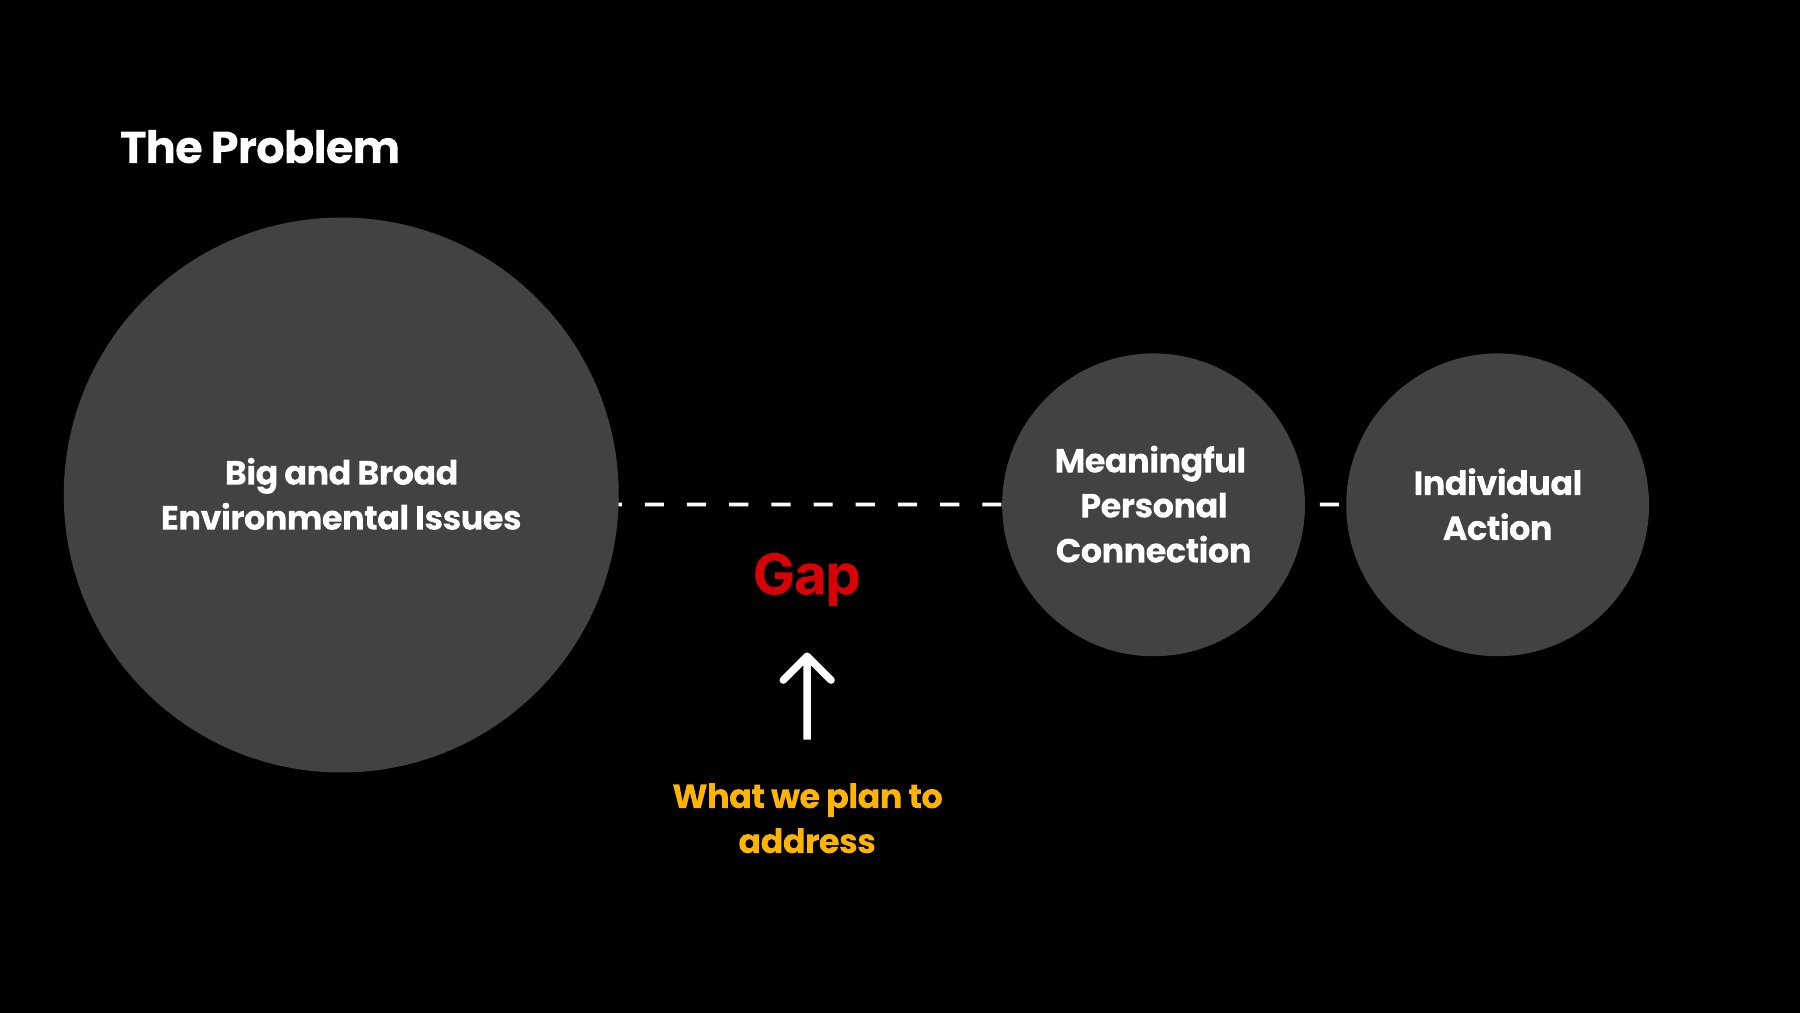 The Problem
Big and Broad
Environmental Issues
Gap
What we plan to
address
Meaningful
Personal
Connection
Individual
Action